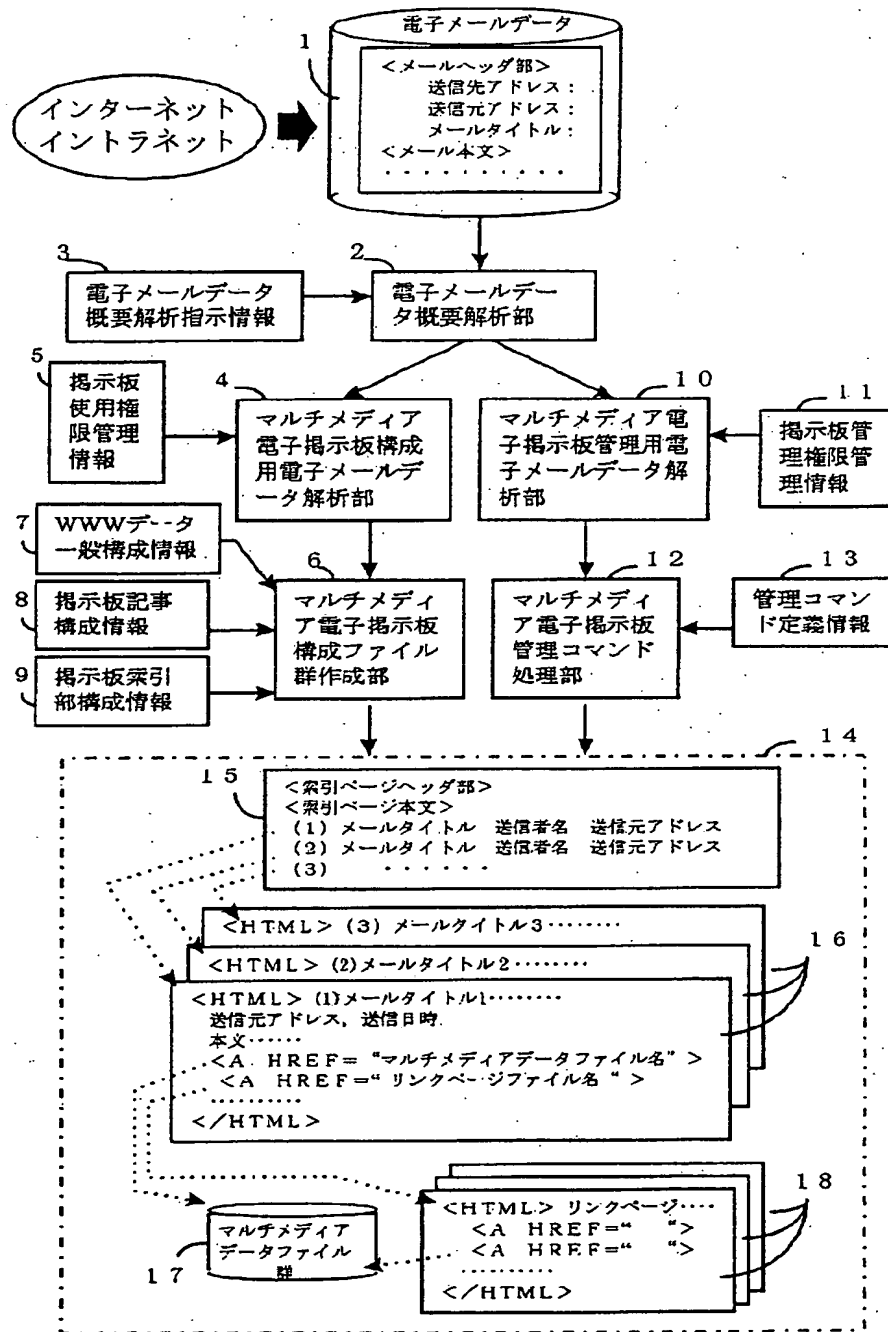 電子メールデータ
1
<メールヘッダ部>
送信先アドレス:
送信元アドレス:
メールタイトル:
<メール本文>
・・・・・・・・・・
インターネット
イントラネット
3
電子メールデータ
概要解析指示情報
2
電子メールデー
タ概要解析部
5
掲示板
使用権
限管理
情報
4
マルチメディア
電子掲示板構成
用電子メールデ
ータ解析部
10
マルチメディア電
子掲示板管理用電
子メールデータ解
析部
11
掲示板管
理権限管
理情報
7
WWWデータ
一般構成情報
8
掲示板記事
構成情報
9
掲示板索引
部構成情報
6
マルチメディ
ア電子掲示板
構成ファイル
群作成部
12
マルチメディ
ア電子掲示板
管理コマンド
処理部
13
管理コマン
ド定義情報
14
15
<索引ページヘッダ部>
<索引ページ本文>
(1) メールタイトル 送信者名 送信元アドレス
(2) メールタイトル 送信者名 送信元アドレス
(3) ・・・・・・
<HTML> (3) メールタイトル3········
<HTML> (2)メールタイトル2········
16
<HTML> (1)メールタイトル1········
送信元アドレス, 送信日時
本文······
<A HREF= “マルチメディアデータファイル名” >
<A HREF=“ リンクページファイル名 “ >
···········
</HTML>
マルチメディア
データファイル
群
17
<HTML> リンクページ····
<A HREF=“ “>
<A HREF=“ “>
···········
</HTML>
18